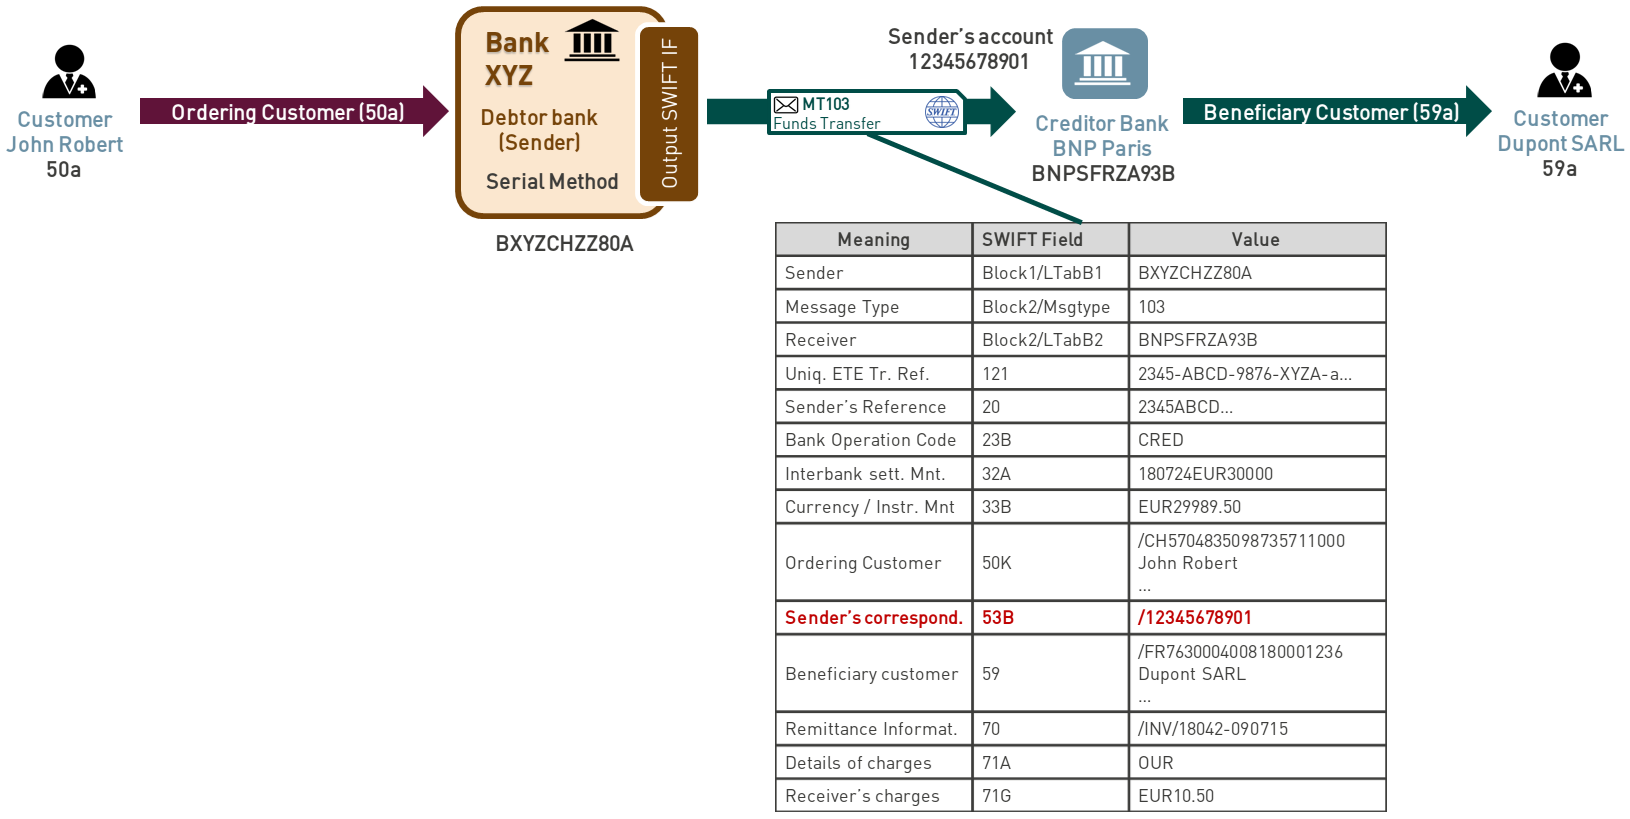 Customer
John Robert
50a
Ordering Customer (50a)
Bank
XYZ
Debtor bank
(Sender)
Serial Method
Output SWIFT IF
BXYZCHZZ80A
MT103
Funds Transfer
SWIFT
Sender's account
12345678901
Creditor Bank
BNP Paris
BNPSFRZA93B
Beneficiary Customer (59a)
Customer
Dupont SARL
59a
Meaning SWIFT Field Value
Sender Block1/LTabB1 BXYZCHZZ80A
Message Type Block2/Msgtype 103
Receiver Block2/LTabB2 BNPSFRZA93B
Uniq. ETE Tr. Ref. 121 2345-ABCD-9876-XYZA-a...
Sender's Reference 20 2345ABCD...
Bank Operation Code 23B CRED
Interbank sett. Mnt. 32A 180724EUR30000
Currency / Instr. Mnt 33B EUR29989.50
Ordering Customer 50K /CH5704835098735711000
John Robert
...
Sender's correspond. 53B /12345678901
Beneficiary customer 59 /FR7630004008180001236
Dupont SARL
...
Remittance Informat. 70 /INV/18042-090715
Details of charges 71A OUR
Receiver's charges 71G EUR10.50